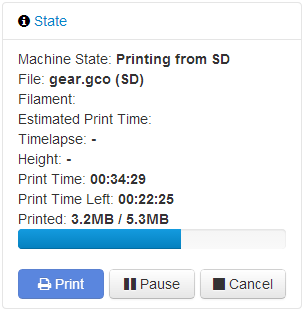 State
Machine State: Printing from SD
File: gear.gco (SD)
Filament:
Estimated Print Time:
Timelapse: -
Height: -
Print Time: 00:34:29
Print Time Left: 00:22:25
Printed: 3.2MB / 5.3MB
Print Pause Cancel